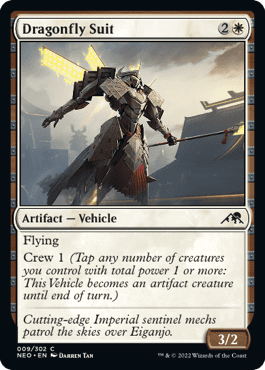 Dragonfly Suit 2
Artifact — Vehicle
Flying
Crew 1 (Tap any number of creatures
you control with total power 1 or more:
This Vehicle becomes an artifact creature
until end of turn.)
Cutting-edge Imperial sentinel mechs
patrol the skies over Eiganjo.
3/2
009/302 C
NEO • EN DARREN TAN
™ & © 2022 Wizards of the Coast